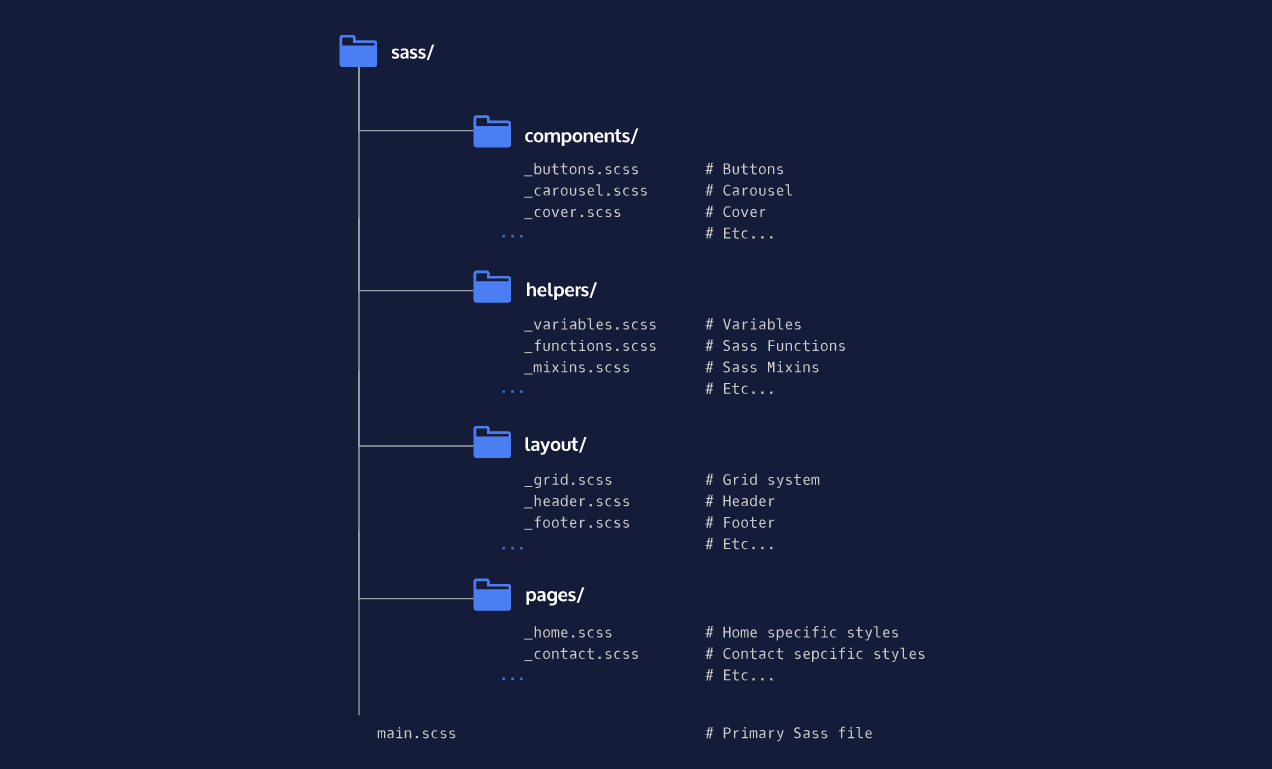 sass/
components/
_buttons.scss # Buttons
_carousel.scss # Carousel
_cover.scss # Cover
... # Etc...
helpers/
_variables.scss # Variables
_functions.scss # Sass Functions
_mixins.scss # Sass Mixins
... # Etc...
layout/
_grid.scss # Grid system
_header.scss # Header
_footer.scss # Footer
... # Etc...
pages/
_home.scss # Home specific styles
_contact.scss # Contact sepcific styles
... # Etc...
main.scss # Primary Sass file